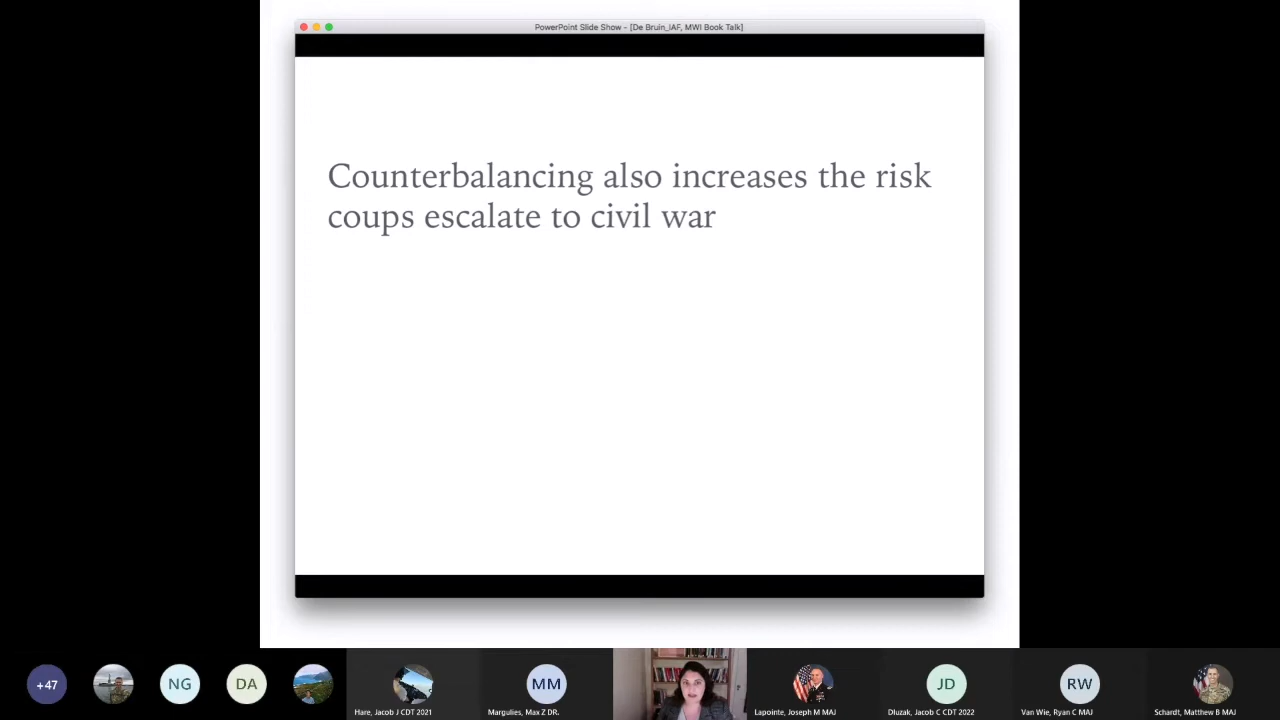 PowerPoint Slide Show - [De Bruin_IAF, MWI Book Talk]
Counterbalancing also increases the risk
coups escalate to civil war
+47
NG
DA
MM
JD
RW
Hare, Jacob J CDT 2021
Margulies, Max Z DR.
Lapointe, Joseph M MAJ
Dluzak, Jacob C CDT 2022
Van Wie, Ryan C MAJ
Schardt, Matthew B MAJ